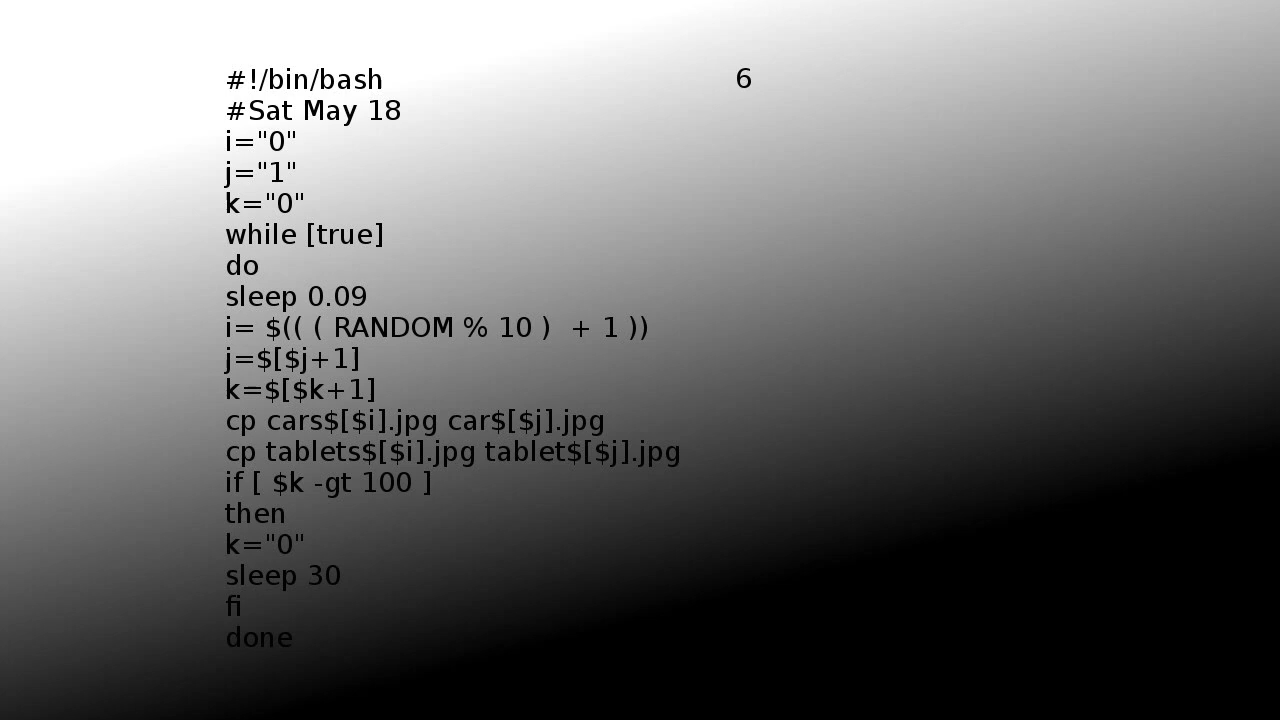 #!/bin/bash
6
#Sat May 18
i="0"
j="1"
k="0"
while [true]
do
sleep 0.09
i= $(( ( RANDOM % 10 )  + 1 ))
j=$[$j+1]
k=$[$k+1]
cp cars$[$i].jpg car$[$j].jpg
cp tablets$[$i].jpg tablet$[$j].jpg
if [ $k -gt 100 ]
then
k="0"
sleep 30
fi
done